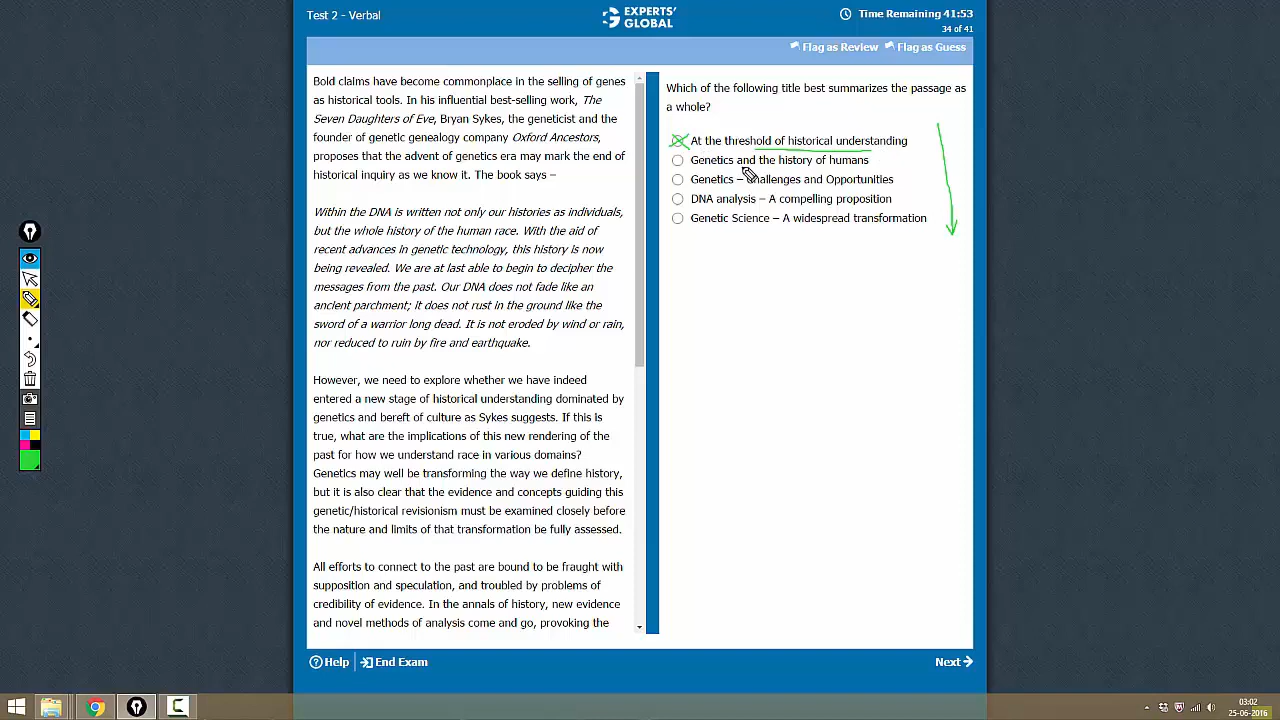 Test 2 - Verbal
EXPERTS'
GLOBAL
Time Remaining 41:53
34 of 41
Flag as Review
Flag as Guess
Bold claims have become commonplace in the selling of genes
as historical tools. In his influential best-selling work, The
Seven Daughters of Eve, Bryan Sykes, the geneticist and the
founder of genetic genealogy company Oxford Ancestors,
proposes that the advent of genetics era may mark the end of
historical inquiry as we know it. The book says –
Within the DNA is written not only our histories as individuals,
but the whole history of the human race. With the aid of
recent advances in genetic technology, this history is now
being revealed. We are at last able to begin to decipher the
messages from the past. Our DNA does not fade like an
ancient parchment; it does not rust in the ground like the
sword of a warrior long dead. It is not eroded by wind or rain,
nor reduced to ruin by fire and earthquake.
However, we need to explore whether we have indeed
entered a new stage of historical understanding dominated by
genetics and bereft of culture as Sykes suggests. If this is
true, what are the implications of this new rendering of the
past for how we understand race in various domains?
Genetics may well be transforming the way we define history,
but it is also clear that the evidence and concepts guiding this
genetic/historical revisionism must be examined closely before
the nature and limits of that transformation be fully assessed.
All efforts to connect to the past are bound to be fraught with
supposition and speculation, and troubled by problems of
credibility of evidence. In the annals of history, new evidence
and novel methods of analysis come and go, provoking the
Which of the following title best summarizes the passage as
a whole?
At the threshold of historical understanding
Genetics and the history of humans
Genetics – Challenges and Opportunities
DNA analysis – A compelling proposition
Genetic Science – A widespread transformation
Help
End Exam
Next
03:02
25-06-2016